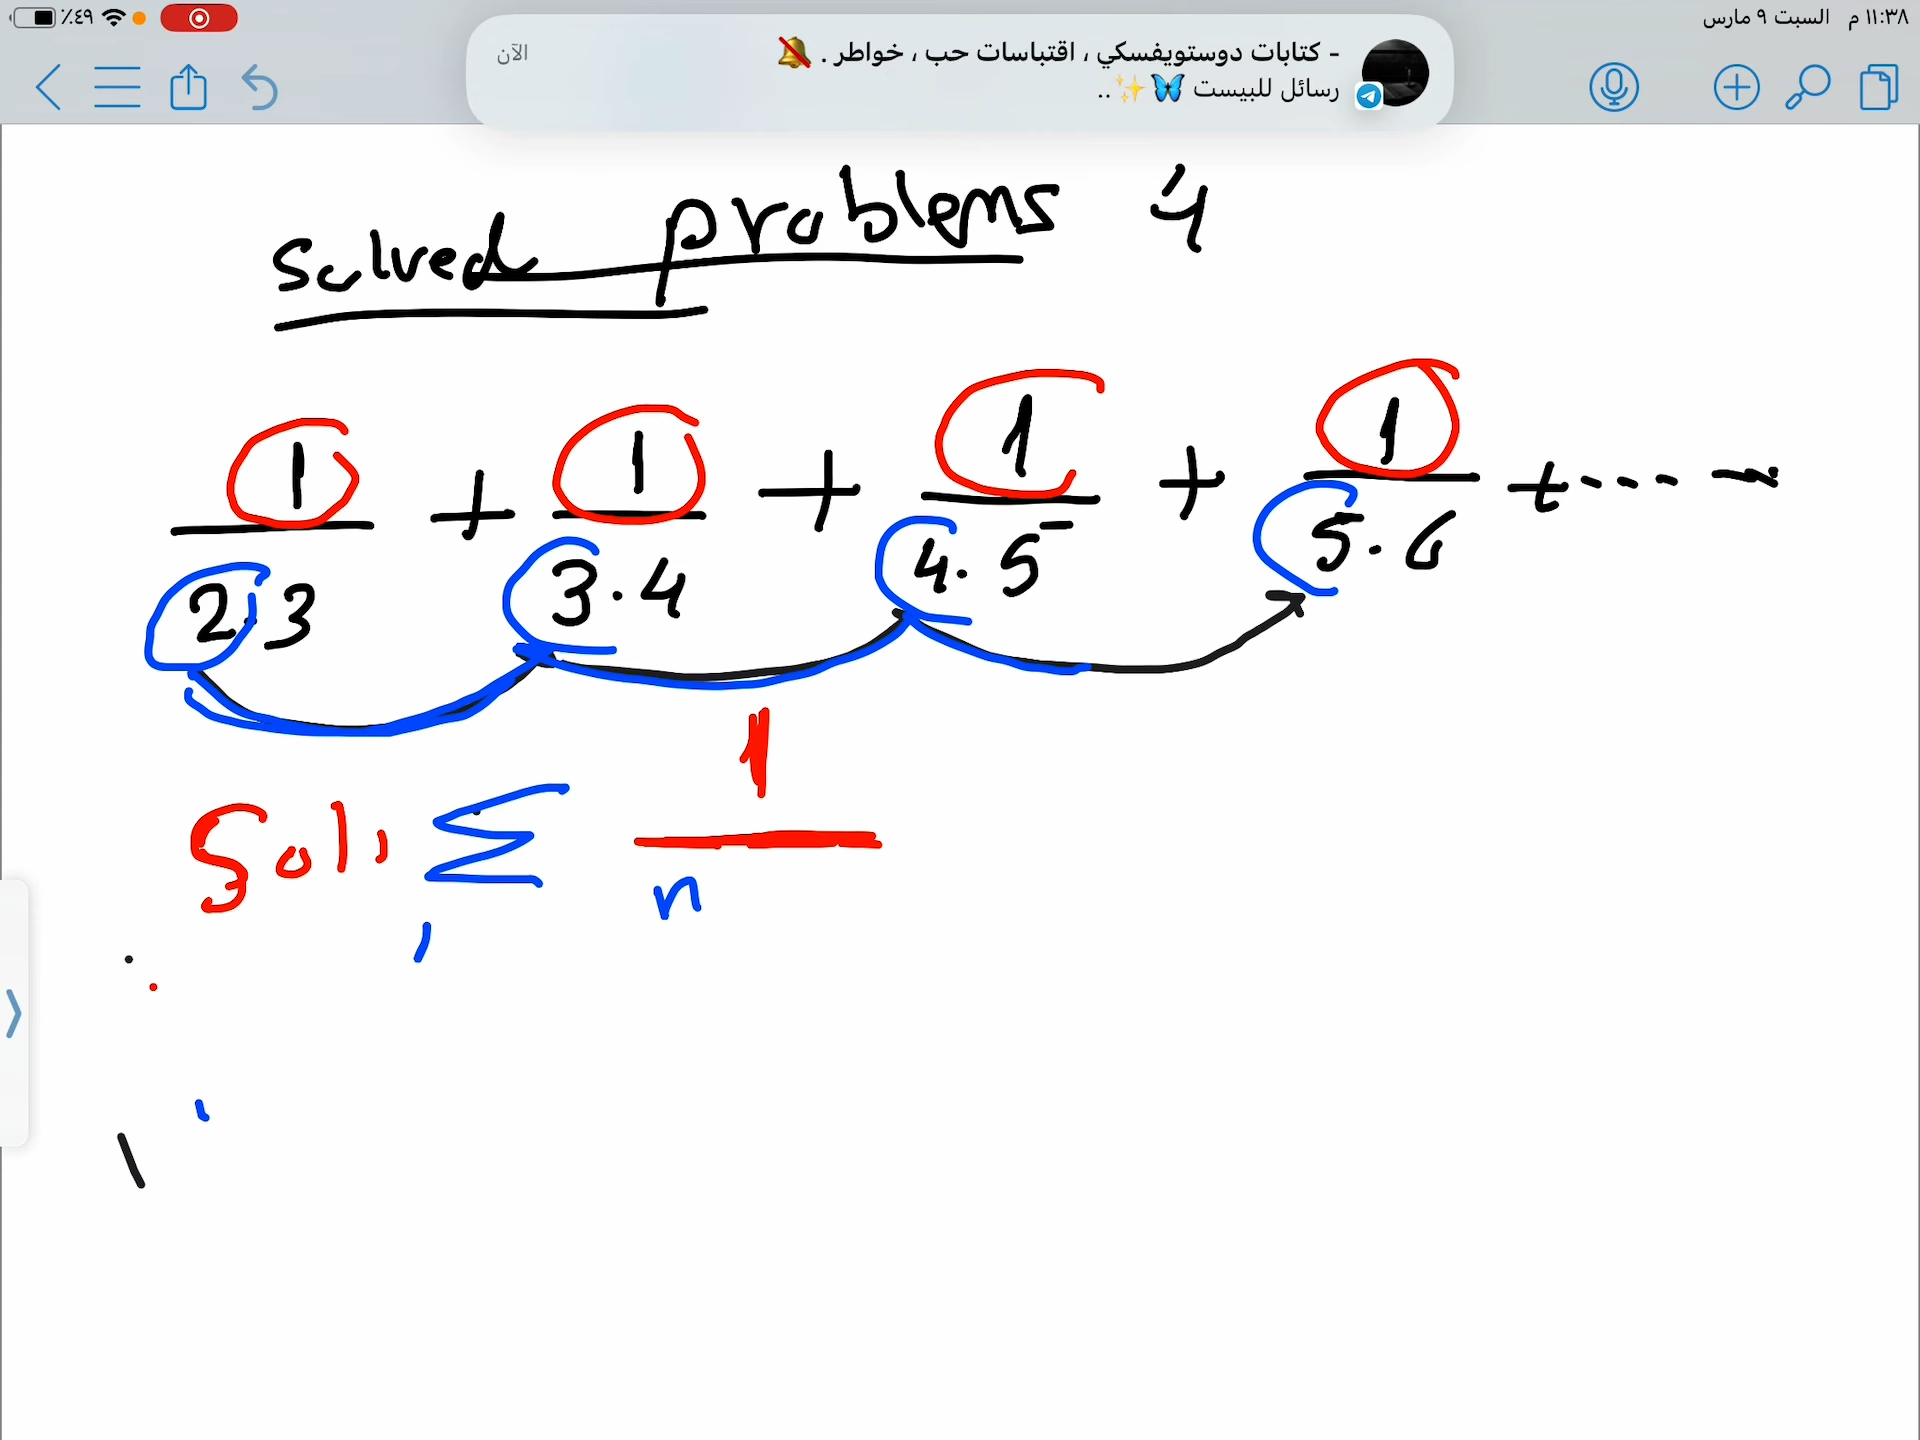 ٪٤٩
١١:٣٨ م السبت ٩ مارس
- كتابات دوستويفسكي ، اقتباسات حب ، خواطر . 🔕
الآن
رسائل للبيست 🦋✨ ..
Solved problems 4
1/2.3 + 1/3.4 + 1/4.5 + 1/5.6 + ....
Sol: Σ 1/n